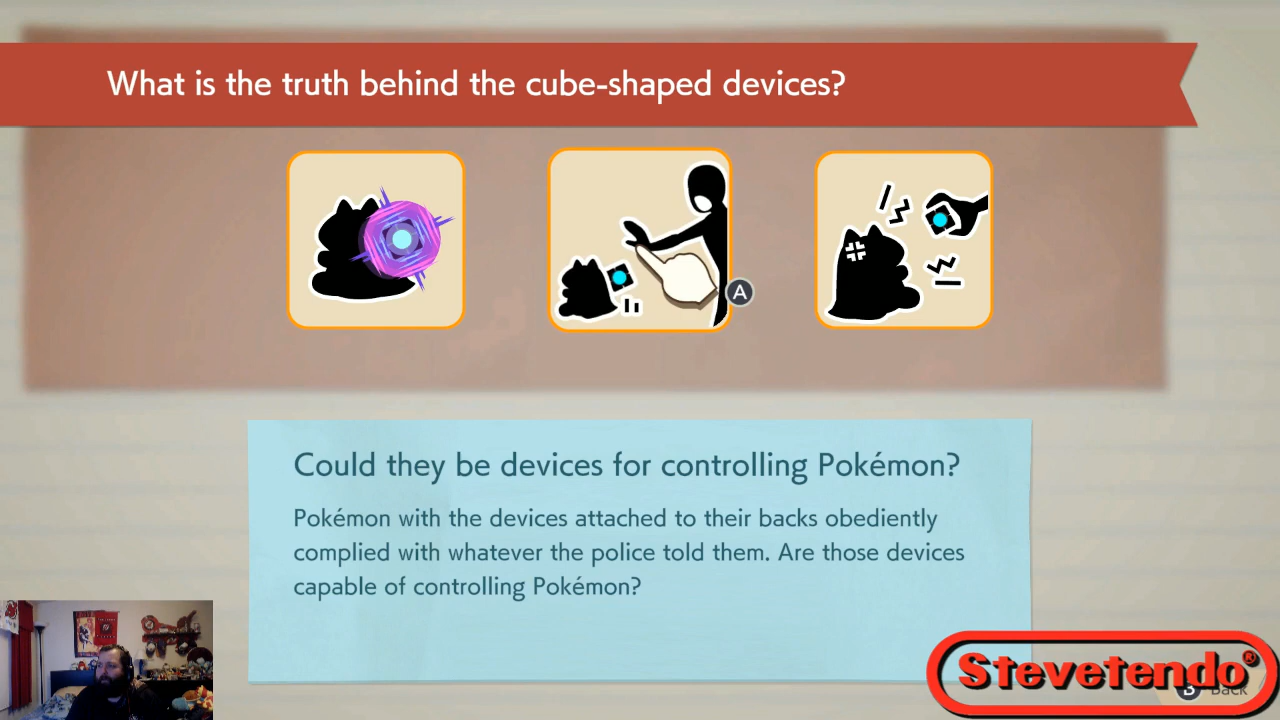 What is the truth behind the cube-shaped devices?
A
Could they be devices for controlling Pokémon?
Pokémon with the devices attached to their backs obediently
complied with whatever the police told them. Are those devices
capable of controlling Pokémon?
Stevetendo®
B Back